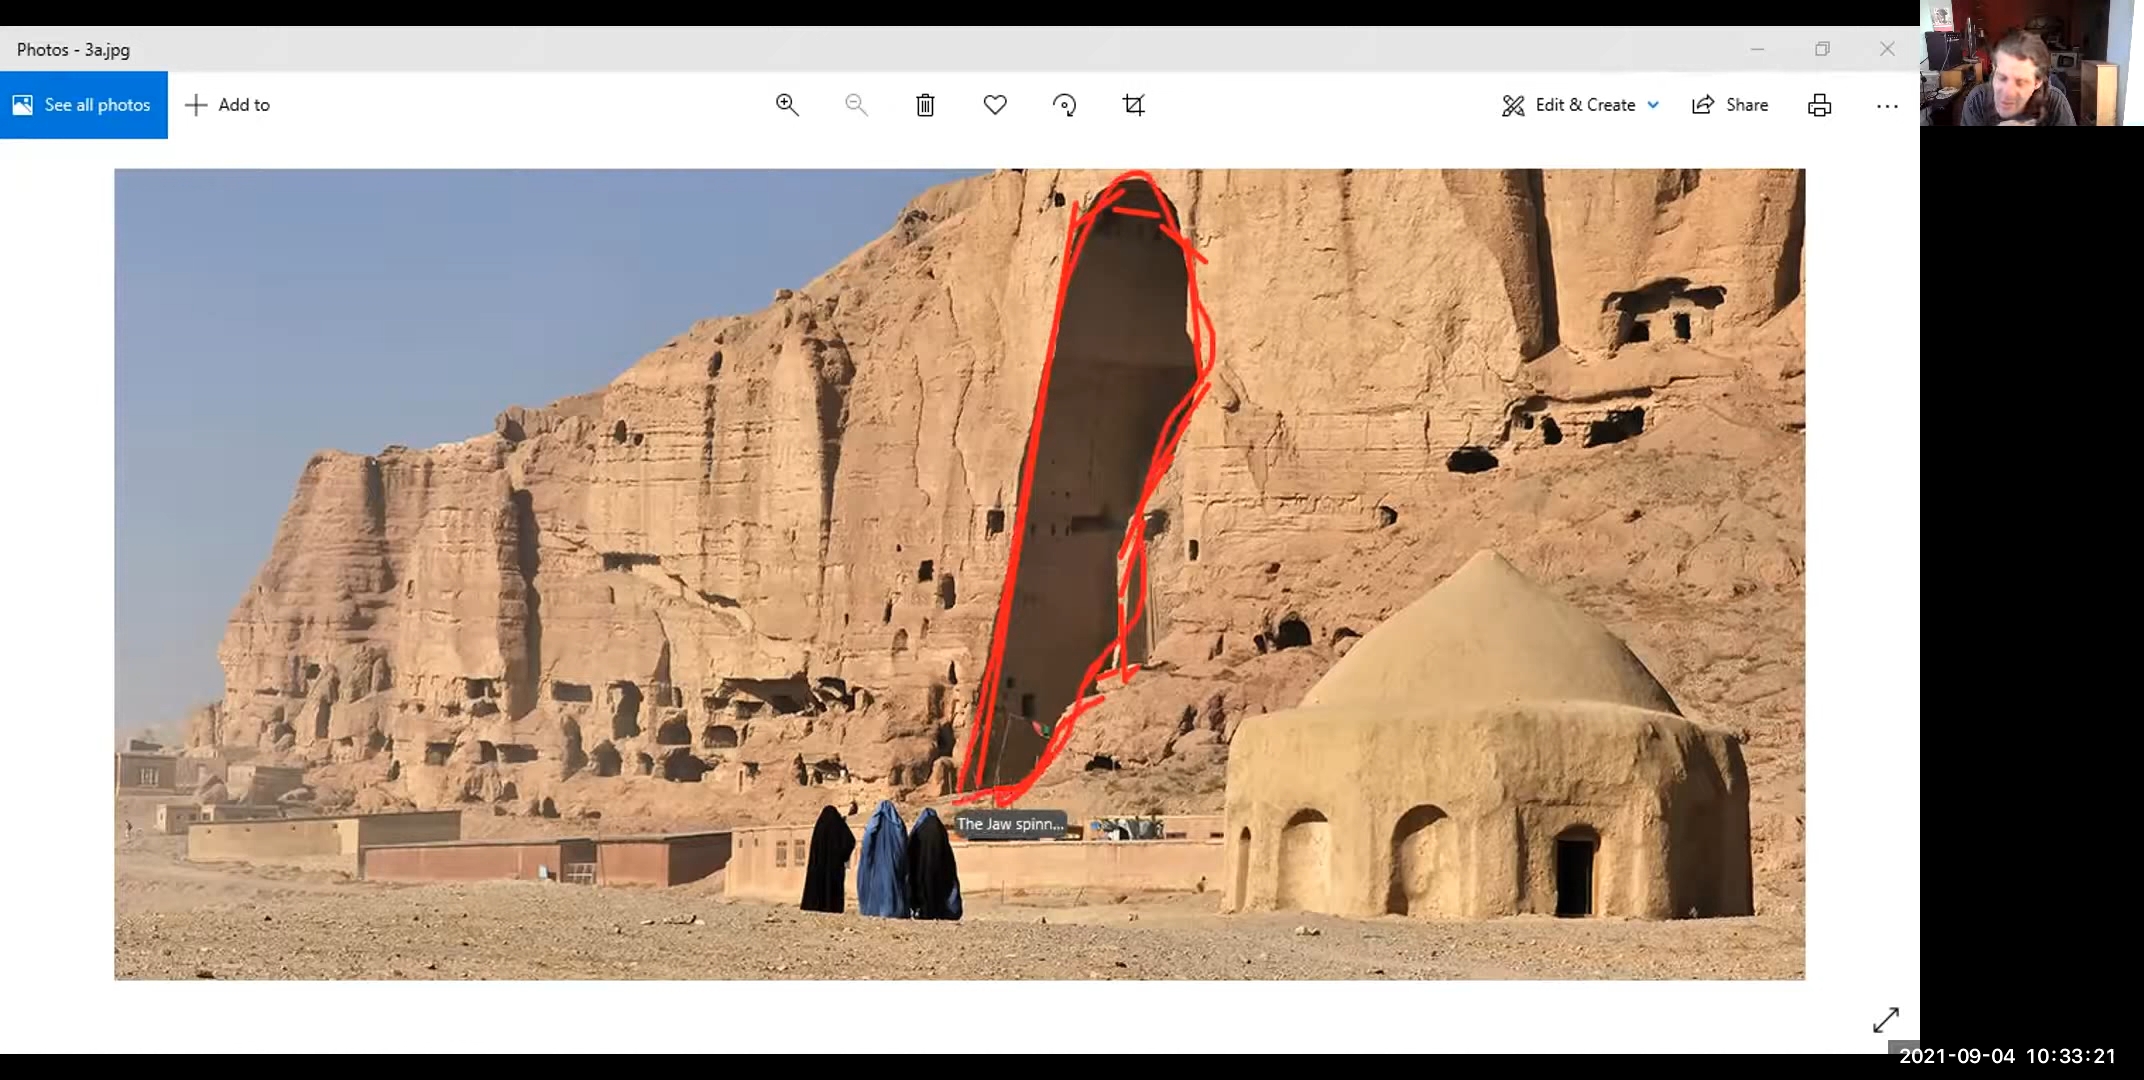 Photos - 3a.jpg
See all photos
Add to
Edit & Create
Share
The Jaw spinn...
2021-09-04 10:33:21